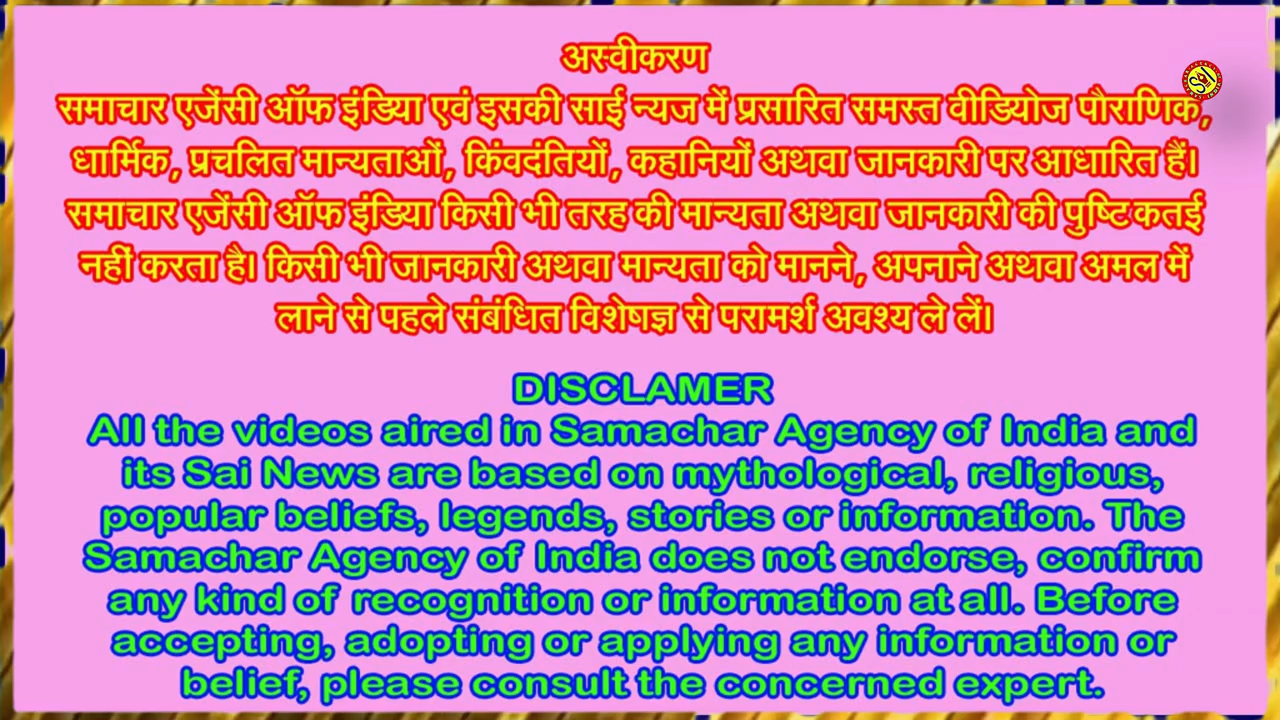 अस्वीकरण
SAI
समाचार एजेंसी ऑफ इंडिया एवं इसकी साई न्यज में प्रसारित समस्त वीडियोज पौराणिक,
धार्मिक, प्रचलित मान्यताओं, किंवदंतियों, कहानियों अथवा जानकारी पर आधारित हैं।
समाचार एजेंसी ऑफ इंडिया किसी भी तरह की मान्यता अथवा जानकारी की पुष्टि कतई
नहीं करता है। किसी भी जानकारी अथवा मान्यता को मानने, अपनाने अथवा अमल में
लाने से पहले संबंधित विशेषज्ञ से परामर्श अवश्य ले लें।
DISCLAMER
All the videos aired in Samachar Agency of India and
its Sai News are based on mythological, religious,
popular beliefs, legends, stories or information. The
Samachar Agency of India does not endorse, confirm
any kind of recognition or information at all. Before
accepting, adopting or applying any information or
belief, please consult the concerned expert.